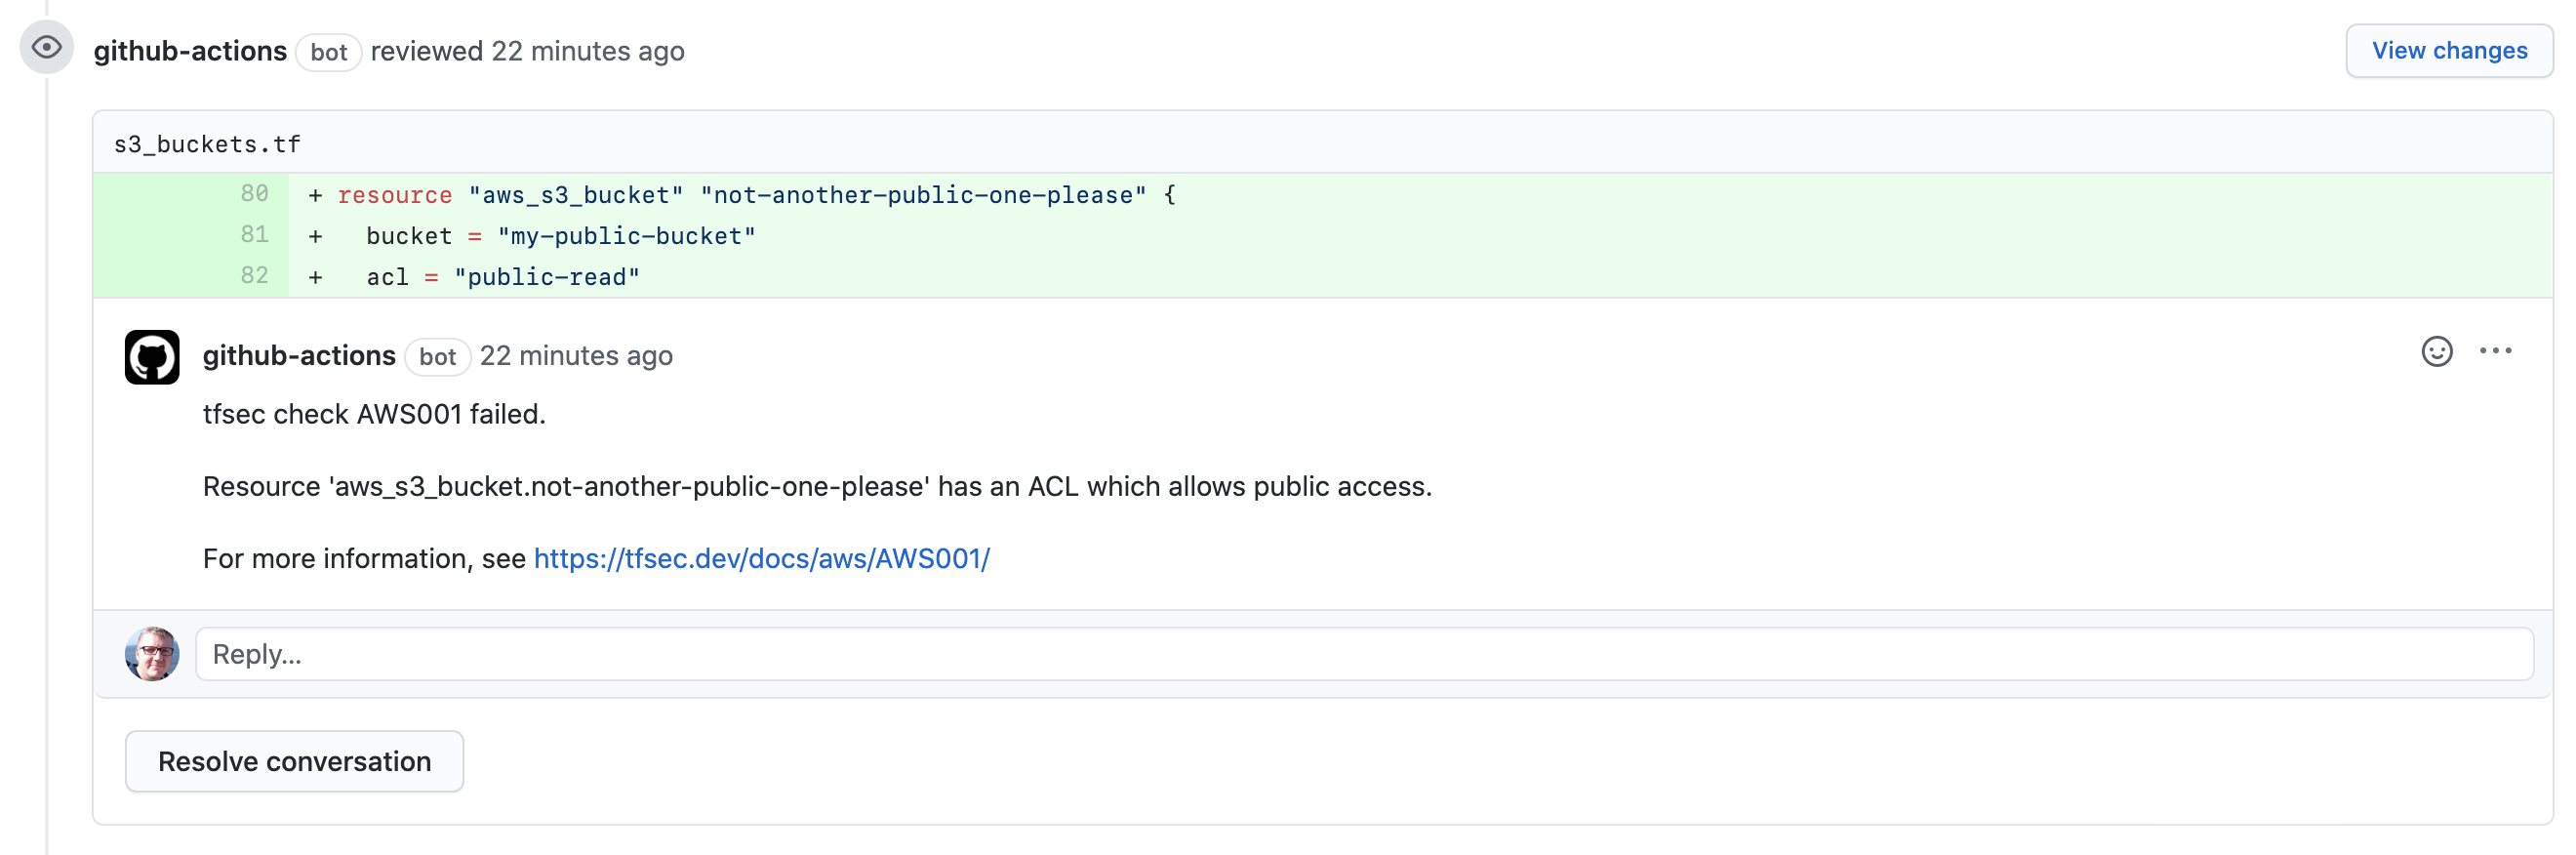 github-actions bot reviewed 22 minutes ago
View changes
s3_buckets.tf
80 + resource "aws_s3_bucket" "not-another-public-one-please" {
81 + bucket = "my-public-bucket"
82 + acl = "public-read"
github-actions bot 22 minutes ago
tfsec check AWS001 failed.
Resource 'aws_s3_bucket.not-another-public-one-please' has an ACL which allows public access.
For more information, see https://tfsec.dev/docs/aws/AWS001/
Reply...
Resolve conversation